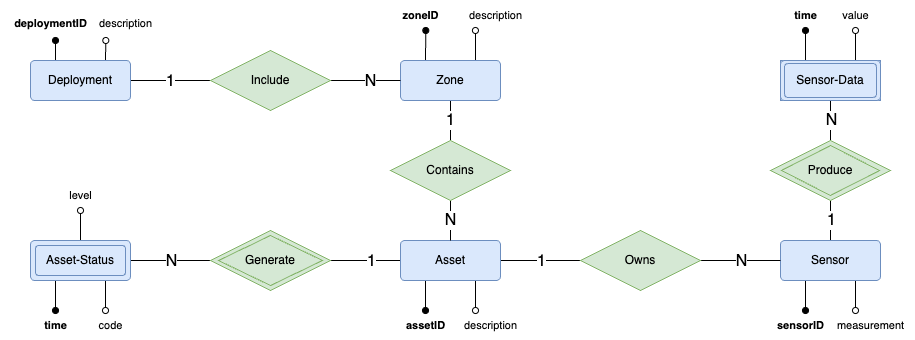 deploymentID description zoneID description time value
Deployment 1 Include N Zone Sensor-Data
1 N
Contains Produce
level
N 1
Asset-Status N Generate 1 Asset 1 Owns N Sensor
time code assetID description sensorID measurement